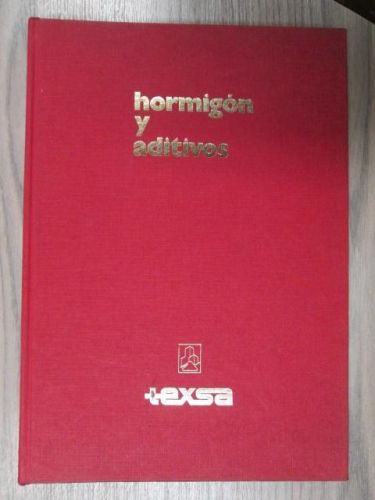 hormigón
y
aditivos
texsa